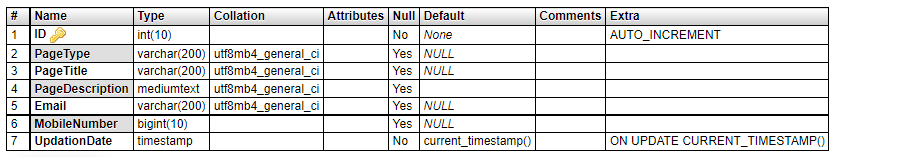 # Name Type Collation Attributes Null Default Comments Extra
1 ID int(10) No None AUTO_INCREMENT
2 PageType varchar(200) utf8mb4_general_ci Yes NULL
3 PageTitle varchar(200) utf8mb4_general_ci Yes NULL
4 PageDescription mediumtext utf8mb4_general_ci Yes
5 Email varchar(200) utf8mb4_general_ci Yes NULL
6 MobileNumber bigint(10) Yes NULL
7 UpdationDate timestamp No current_timestamp() ON UPDATE CURRENT_TIMESTAMP()